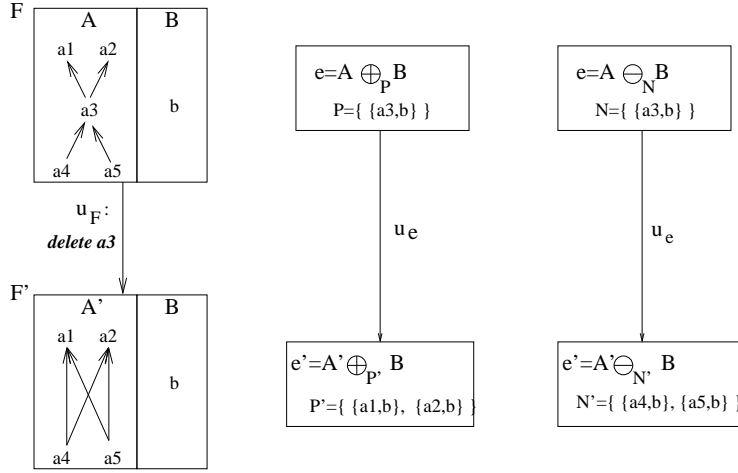 F
A B
a1 a2
a3 b
a4 a5
u F:
delete a3
F'
A' B
a1 a2
b
a4 a5
e=A ⊕P B
P={ {a3,b} }
u e
e'=A' ⊕P' B
P'={ {a1,b}, {a2,b} }
e=A ⊖N B
N={ {a3,b} }
u e
e'=A' ⊖N' B
N'={ {a4,b}, {a5,b} }